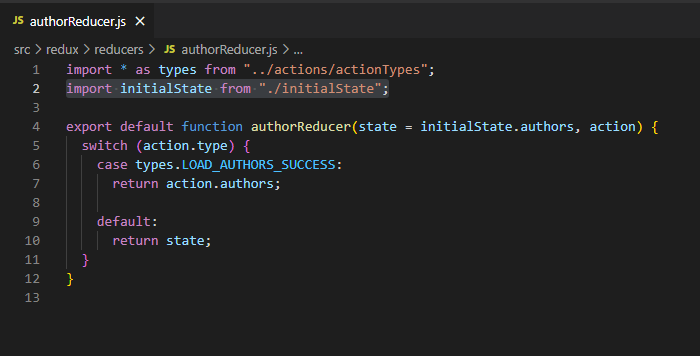 JS authorReducer.js ×
src > redux > reducers > JS authorReducer.js > ...
1 import * as types from "../actions/actionTypes";
2 import initialState from "./initialState";
3
4 export default function authorReducer(state = initialState.authors, action) {
5   switch (action.type) {
6     case types.LOAD_AUTHORS_SUCCESS:
7       return action.authors;
8
9     default:
10       return state;
11   }
12 }
13